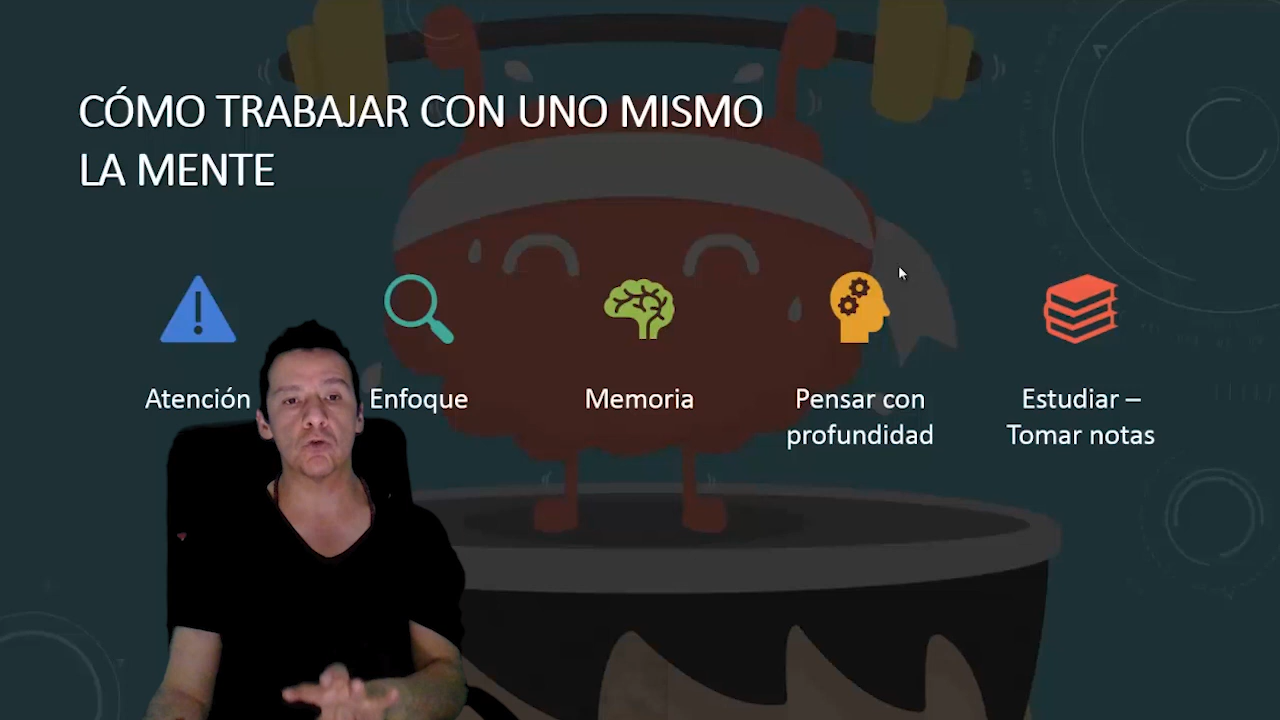 CÓMO TRABAJAR CON UNO MISMO
LA MENTE
Atención
Enfoque
Memoria
Pensar con
profundidad
Estudiar –
Tomar notas